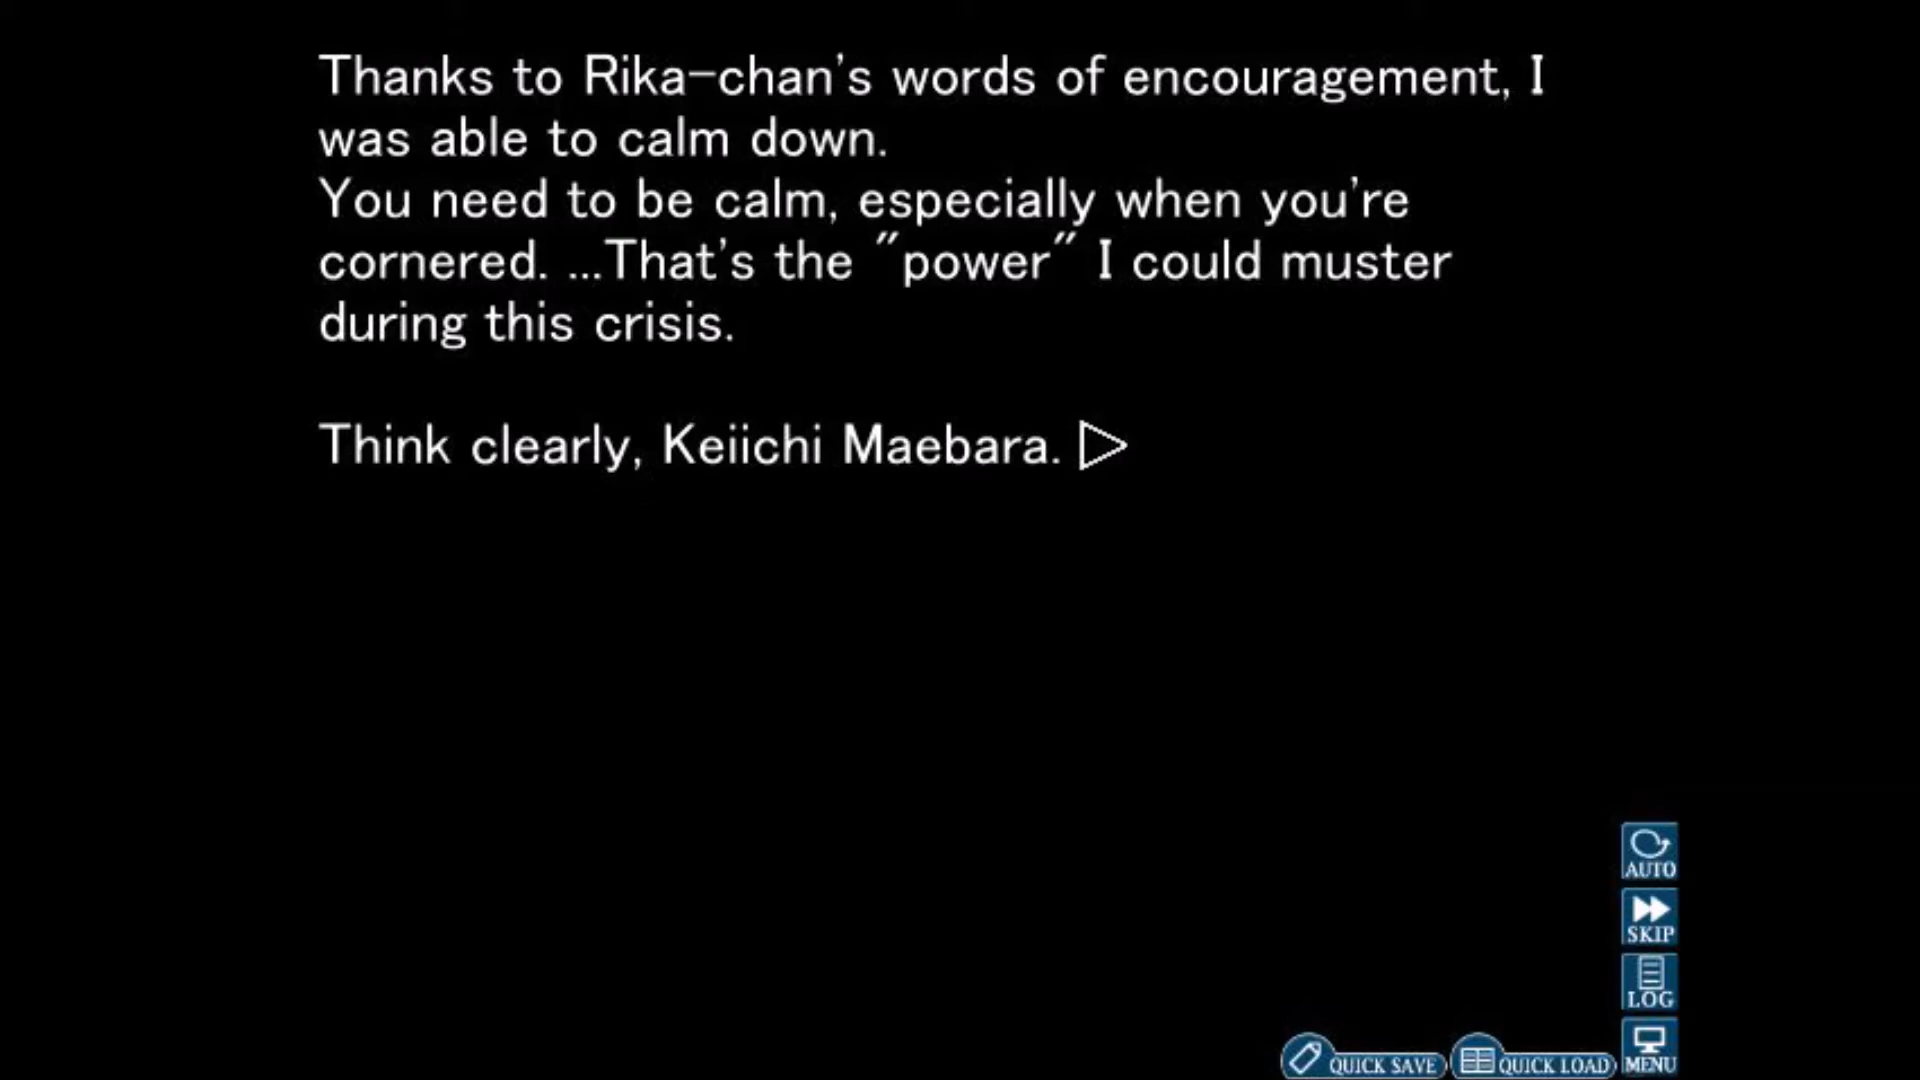 Thanks to Rika-chan's words of encouragement, I
was able to calm down.
You need to be calm, especially when you're
cornered. ...That's the "power" I could muster
during this crisis.
Think clearly, Keiichi Maebara.
AUTO
SKIP
LOG
MENU
QUICK SAVE
QUICK LOAD